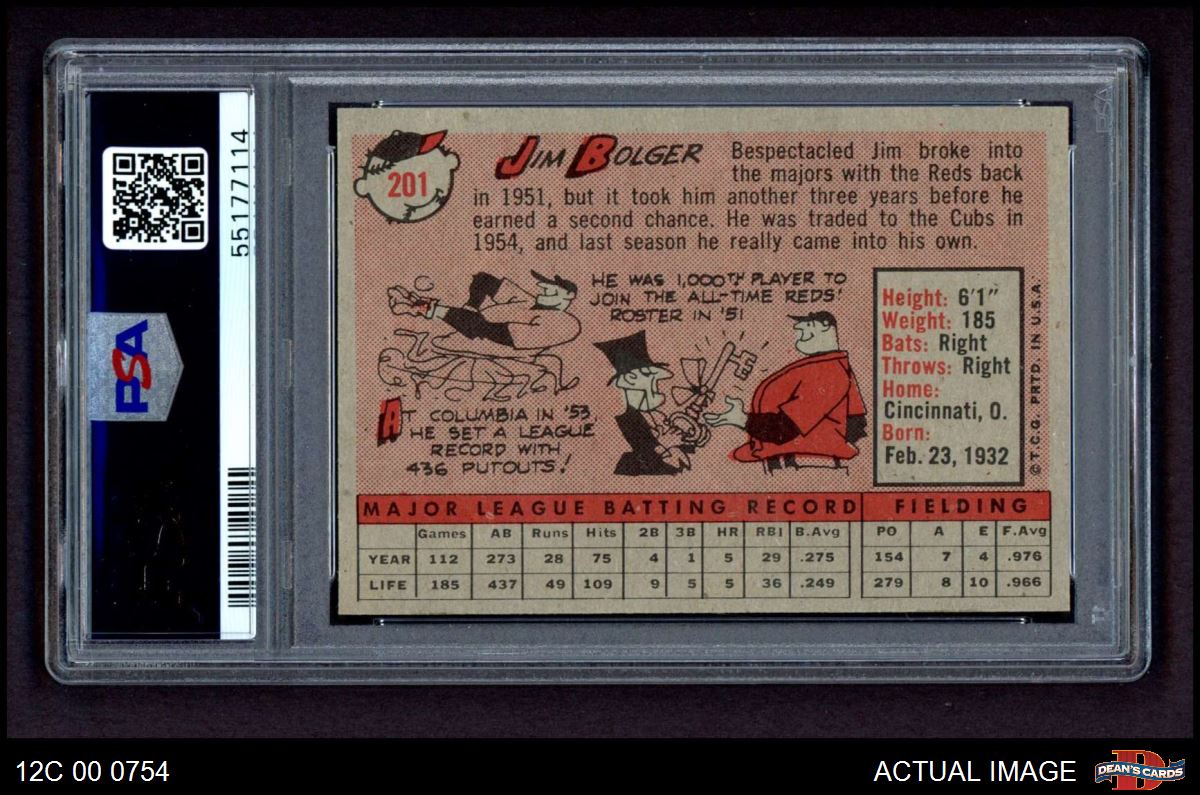 55177114
PSA
201
JIM BOLGER
Bespectacled Jim broke into
the majors with the Reds back
in 1951, but it took him another three years before he
earned a second chance. He was traded to the Cubs in
1954, and last season he really came into his own.
HE WAS 1,000TH PLAYER TO
JOIN THE ALL-TIME REDS'
ROSTER IN '51
AT COLUMBIA IN '53,
HE SET A LEAGUE
RECORD WITH
436 PUTOUTS!
Height: 6'1"
Weight: 185
Bats: Right
Throws: Right
Home:
Cincinnati, O.
Born:
Feb. 23, 1932
©T.C.G. PRTD. IN U.S.A.
MAJOR LEAGUE BATTING RECORD FIELDING
Games AB Runs Hits 2B 3B HR RBI B.Avg PO A E F.Avg
YEAR 112 273 28 75 4 1 5 29 .275 154 7 4 .976
LIFE 185 437 49 109 9 5 5 36 .249 279 8 10 .966
PSA
12C 00 0754
ACTUAL IMAGE
D
DEAN'S CARDS